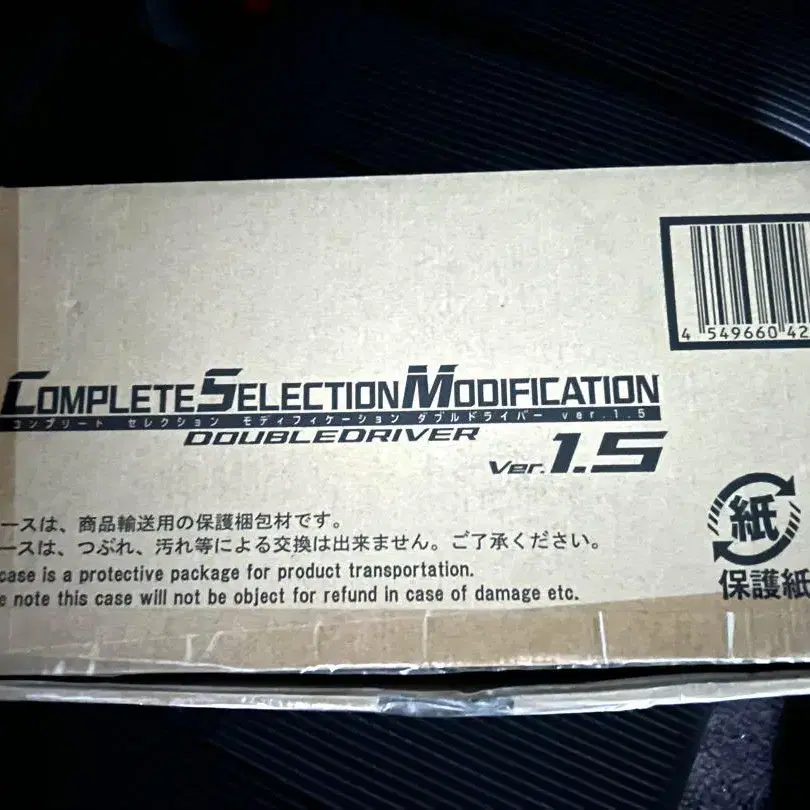 4 549660 42
COMPLETE SELECTION MODIFICATION
コンプリート セレクション モディフィケーション ダブルドライバー ver.1.5
DOUBLEDRIVER
Ver. 1.5
ースは、商品輸送用の保護梱包材です。
ースは、つぶれ、汚れ等による交換は出来ません。ご了承ください。
case is a protective package for product transportation.
e note this case will not be object for refund in case of damage etc.
紙
保護紙